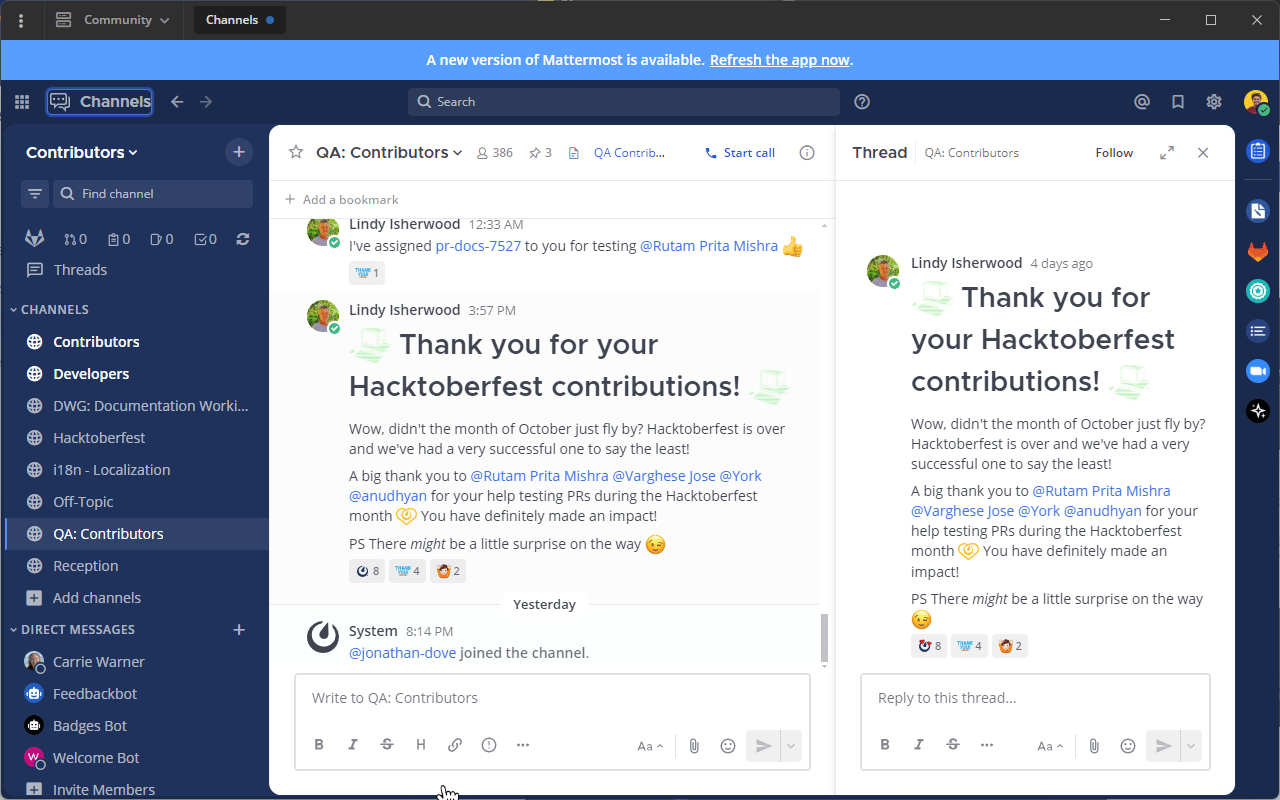 Community
Channels
A new version of Mattermost is available. Refresh the app now.
Channels
Search
Contributors
Find channel
0 0 0 0
Threads
CHANNELS
Contributors
Developers
DWG: Documentation Worki...
Hacktoberfest
i18n - Localization
Off-Topic
QA: Contributors
Reception
Add channels
DIRECT MESSAGES
Carrie Warner
Feedbackbot
Badges Bot
W Welcome Bot
Invite Members
QA: Contributors 386 3 QA Contrib... Start call
Add a bookmark
Lindy Isherwood 12:33 AM
I've assigned pr-docs-7527 to you for testing @Rutam Prita Mishra
THANK YOU 1
Lindy Isherwood 3:57 PM
Thank you for your
Hacktoberfest contributions!
Wow, didn't the month of October just fly by? Hacktoberfest is over
and we've had a very successful one to say the least!
A big thank you to @Rutam Prita Mishra @Varghese Jose @York
@anudhyan for your help testing PRs during the Hacktoberfest
month You have definitely made an impact!
PS There might be a little surprise on the way
8 THANK YOU 4 2
Yesterday
System 8:14 PM
@jonathan-dove joined the channel.
Write to QA: Contributors
B I S H Aa
Thread QA: Contributors Follow
Lindy Isherwood 4 days ago
Thank you for
your Hacktoberfest
contributions!
Wow, didn't the month of October just fly by?
Hacktoberfest is over and we've had a very
successful one to say the least!
A big thank you to @Rutam Prita Mishra
@Varghese Jose @York @anudhyan for your
help testing PRs during the Hacktoberfest
month You have definitely made an
impact!
PS There might be a little surprise on the way
8 THANK YOU 4 2
Reply to this thread...
B I S Aa